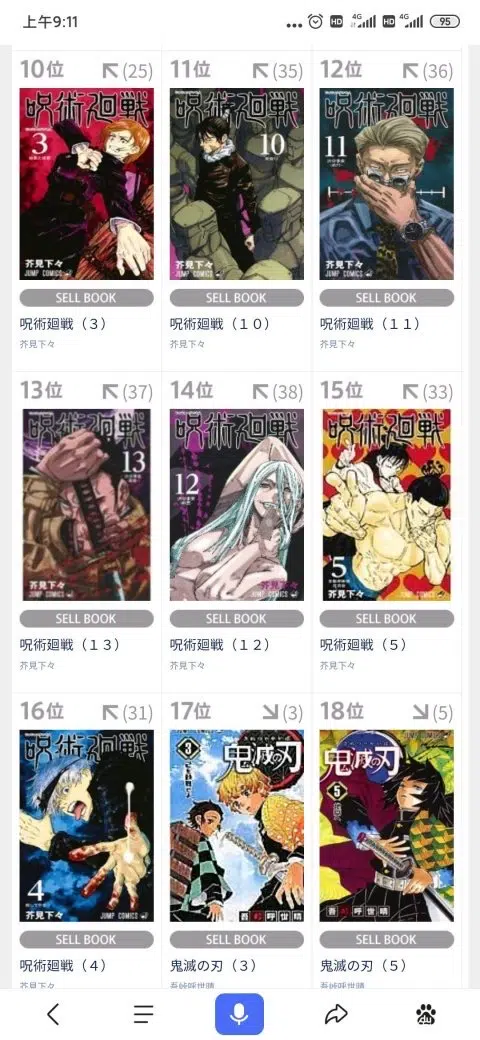 上午9:11
HD 4G HD 4G 95
10位 (25)
11位 (35)
12位 (36)
呪術廻戦
3
芥見下々
JUMP COMICS
呪術廻戦
10
芥見下々
JUMP COMICS
呪術廻戦
11
芥見下々
JUMP COMICS
SELL BOOK
SELL BOOK
SELL BOOK
呪術廻戦（３）
呪術廻戦（１０）
呪術廻戦（１１）
芥見下々
芥見下々
芥見下々
13位 (37)
14位 (38)
15位 (33)
呪術廻戦
13
芥見下々
JUMP COMICS
呪術廻戦
12
芥見下々
JUMP COMICS
呪術廻戦
5
芥見下々
JUMP COMICS
SELL BOOK
SELL BOOK
SELL BOOK
呪術廻戦（１３）
呪術廻戦（１２）
呪術廻戦（５）
芥見下々
芥見下々
芥見下々
16位 (31)
17位 (3)
18位 (5)
呪術廻戦
4
芥見下々
JUMP COMICS
鬼滅の刃
3
吾峠呼世晴
鬼滅の刃
5
吾峠呼世晴
SELL BOOK
SELL BOOK
SELL BOOK
呪術廻戦（４）
鬼滅の刃（３）
鬼滅の刃（５）
芥見下々
吾峠呼世晴
吾峠呼世晴
du